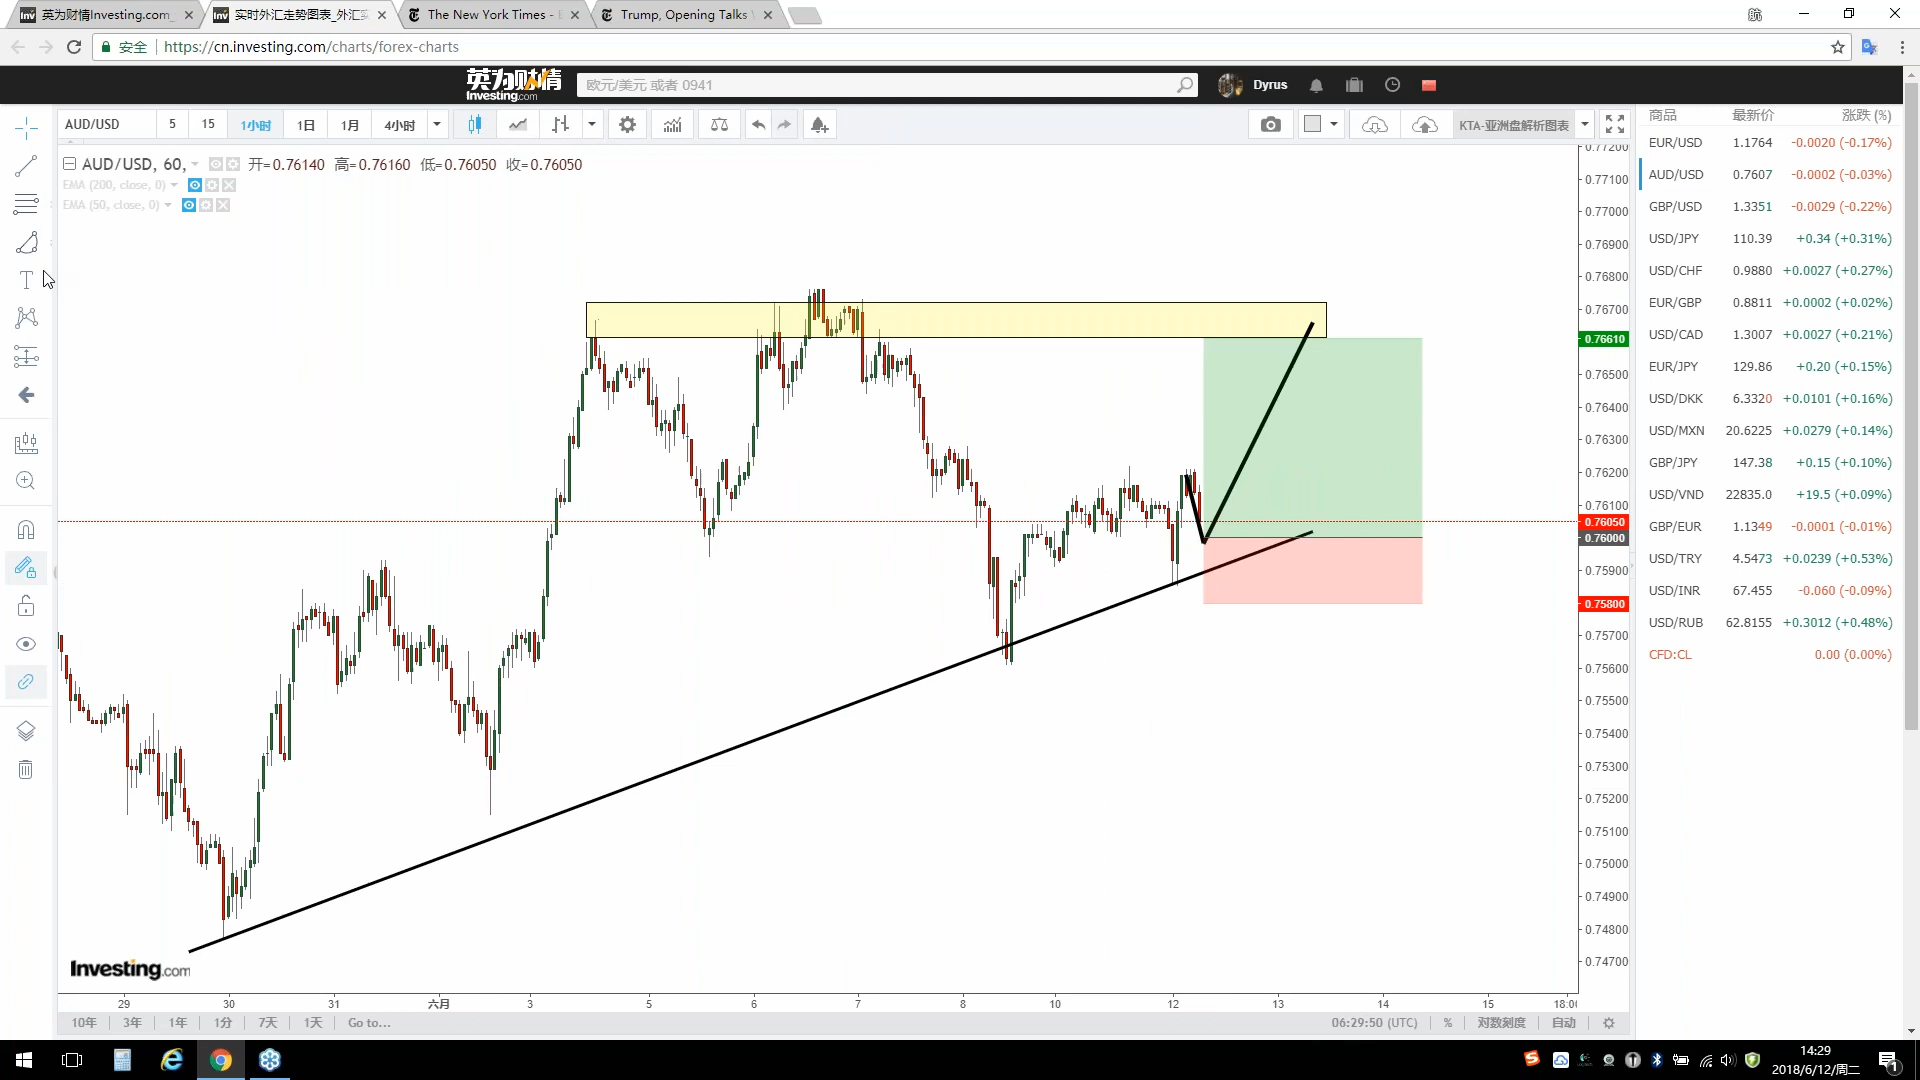 英为财情Investing.com_
实时外汇走势图表_外汇实
The New York Times -
Trump, Opening Talks
安全 https://cn.investing.com/charts/forex-charts
英为财情
Investing.com
欧元/美元 或者 0941
Dyrus
AUD/USD 5 15 1小时 1日 1月 4小时
KTA-亚洲盘解析图表
AUD/USD, 60, 开=0.76140 高=0.76160 低=0.76050 收=0.76050
EMA (200, close, 0)
EMA (50, close, 0)
0.77200
0.77100
0.77000
0.76900
0.76800
0.76700
0.76610
0.76500
0.76400
0.76300
0.76200
0.76100
0.76050
0.76000
0.75900
0.75800
0.75700
0.75600
0.75500
0.75400
0.75300
0.75200
0.75100
0.75000
0.74900
0.74800
0.74700
Investing.com
29 30 31 六月 3 5 6 7 8 10 12 13 14 15 18:0
10年 3年 1年 1分 7天 1天 Go to...
06:29:50 (UTC) % 对数刻度 自动
商品 最新价 涨跌 (%)
EUR/USD 1.1764 -0.0020 (-0.17%)
AUD/USD 0.7607 -0.0002 (-0.03%)
GBP/USD 1.3351 -0.0029 (-0.22%)
USD/JPY 110.39 +0.34 (+0.31%)
USD/CHF 0.9880 +0.0027 (+0.27%)
EUR/GBP 0.8811 +0.0002 (+0.02%)
USD/CAD 1.3007 +0.0027 (+0.21%)
EUR/JPY 129.86 +0.20 (+0.15%)
USD/DKK 6.3320 +0.0101 (+0.16%)
USD/MXN 20.6225 +0.0279 (+0.14%)
GBP/JPY 147.38 +0.15 (+0.10%)
USD/VND 22835.0 +19.5 (+0.09%)
GBP/EUR 1.1349 -0.0001 (-0.01%)
USD/TRY 4.5473 +0.0239 (+0.53%)
USD/INR 67.455 -0.060 (-0.09%)
USD/RUB 62.8155 +0.3012 (+0.48%)
CFD:CL 0.00 (0.00%)
14:29
2018/6/12/周二
1